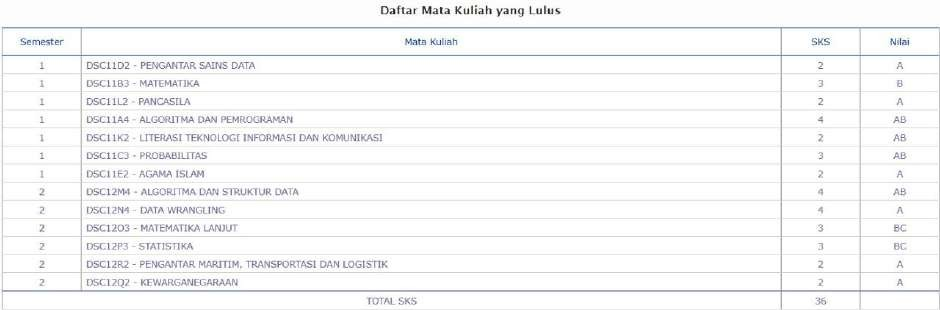 Daftar Mata Kuliah yang Lulus
Semester Mata Kuliah SKS Nilai
1 DSC11D2 - PENGANTAR SAINS DATA 2 A
1 DSC11B3 - MATEMATIKA 3 B
1 DSC11L2 - PANCASILA 2 A
1 DSC11A4 - ALGORITMA DAN PEMROGRAMAN 4 AB
1 DSC11K2 - LITERASI TEKNOLOGI INFORMASI DAN KOMUNIKASI 2 AB
1 DSC11C3 - PROBABILITAS 3 AB
1 DSC11E2 - AGAMA ISLAM 2 A
2 DSC12M4 - ALGORITMA DAN STRUKTUR DATA 4 AB
2 DSC12N4 - DATA WRANGLING 4 A
2 DSC12O3 - MATEMATIKA LANJUT 3 BC
2 DSC12P3 - STATISTIKA 3 BC
2 DSC12R2 - PENGANTAR MARITIM, TRANSPORTASI DAN LOGISTIK 2 A
2 DSC12Q2 - KEWARGANEGARAAN 2 A
TOTAL SKS 36